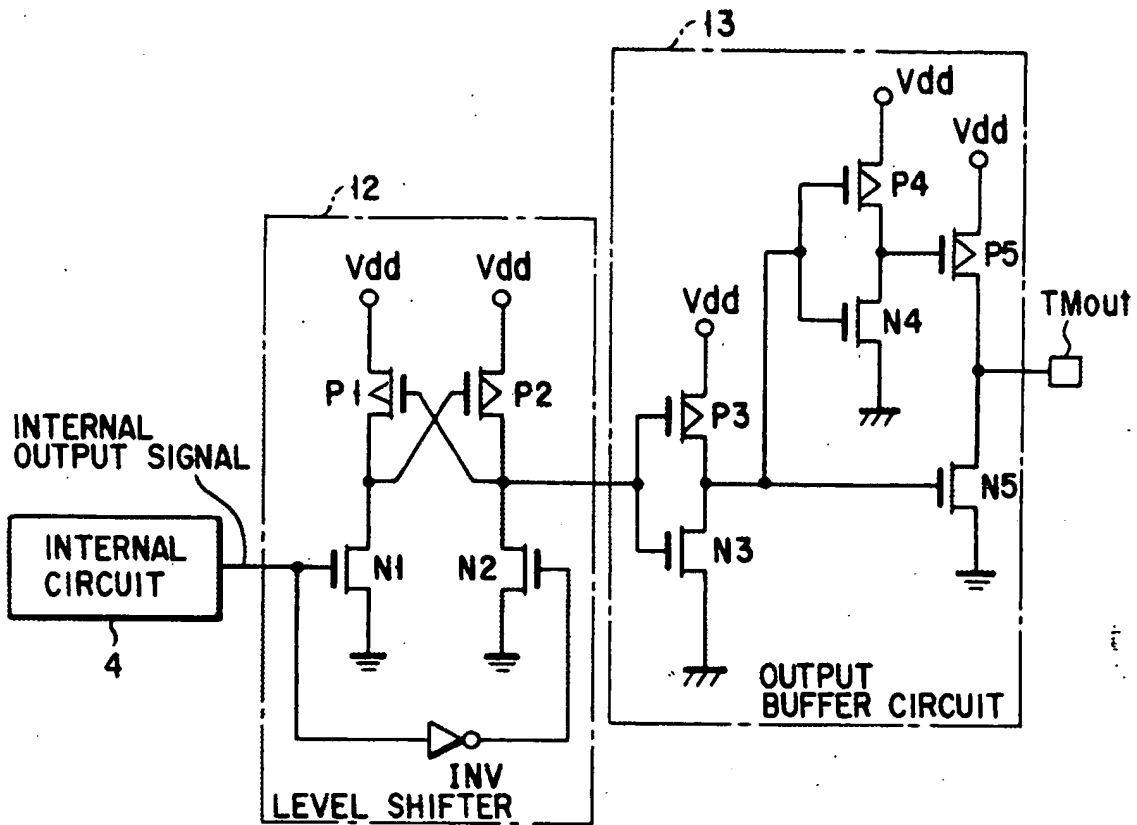 13
Vdd
Vdd
P4
12
P5
Vdd
Vdd
Vdd
N4
TMout
P1
P2
P3
INTERNAL
OUTPUT SIGNAL
N5
INTERNAL
CIRCUIT
N1
N2
N3
4
OUTPUT
BUFFER CIRCUIT
INV
LEVEL SHIFTER